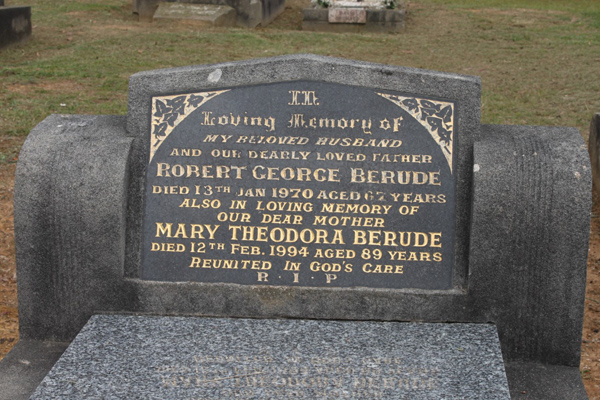 In
Loving Memory of
MY BELOVED HUSBAND
AND OUR DEARLY LOVED FATHER
ROBERT GEORGE BERUDE
DIED 13TH JAN 1970 AGED 67 YEARS
ALSO IN LOVING MEMORY OF
OUR DEAR MOTHER
MARY THEODORA BERUDE
DIED 12TH FEB. 1994 AGED 89 YEARS
REUNITED IN GOD'S CARE
R · I · P